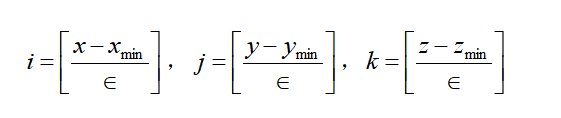 i = [ (x − x_min) / ∈ ], j = [ (y − y_min) / ∈ ], k = [ (z − z_min) / ∈ ]